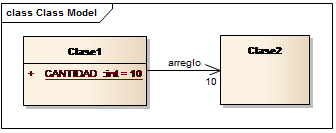 class Class Model
Clase1
+ CANTIDAD :int = 10
arreglo
10
Clase2